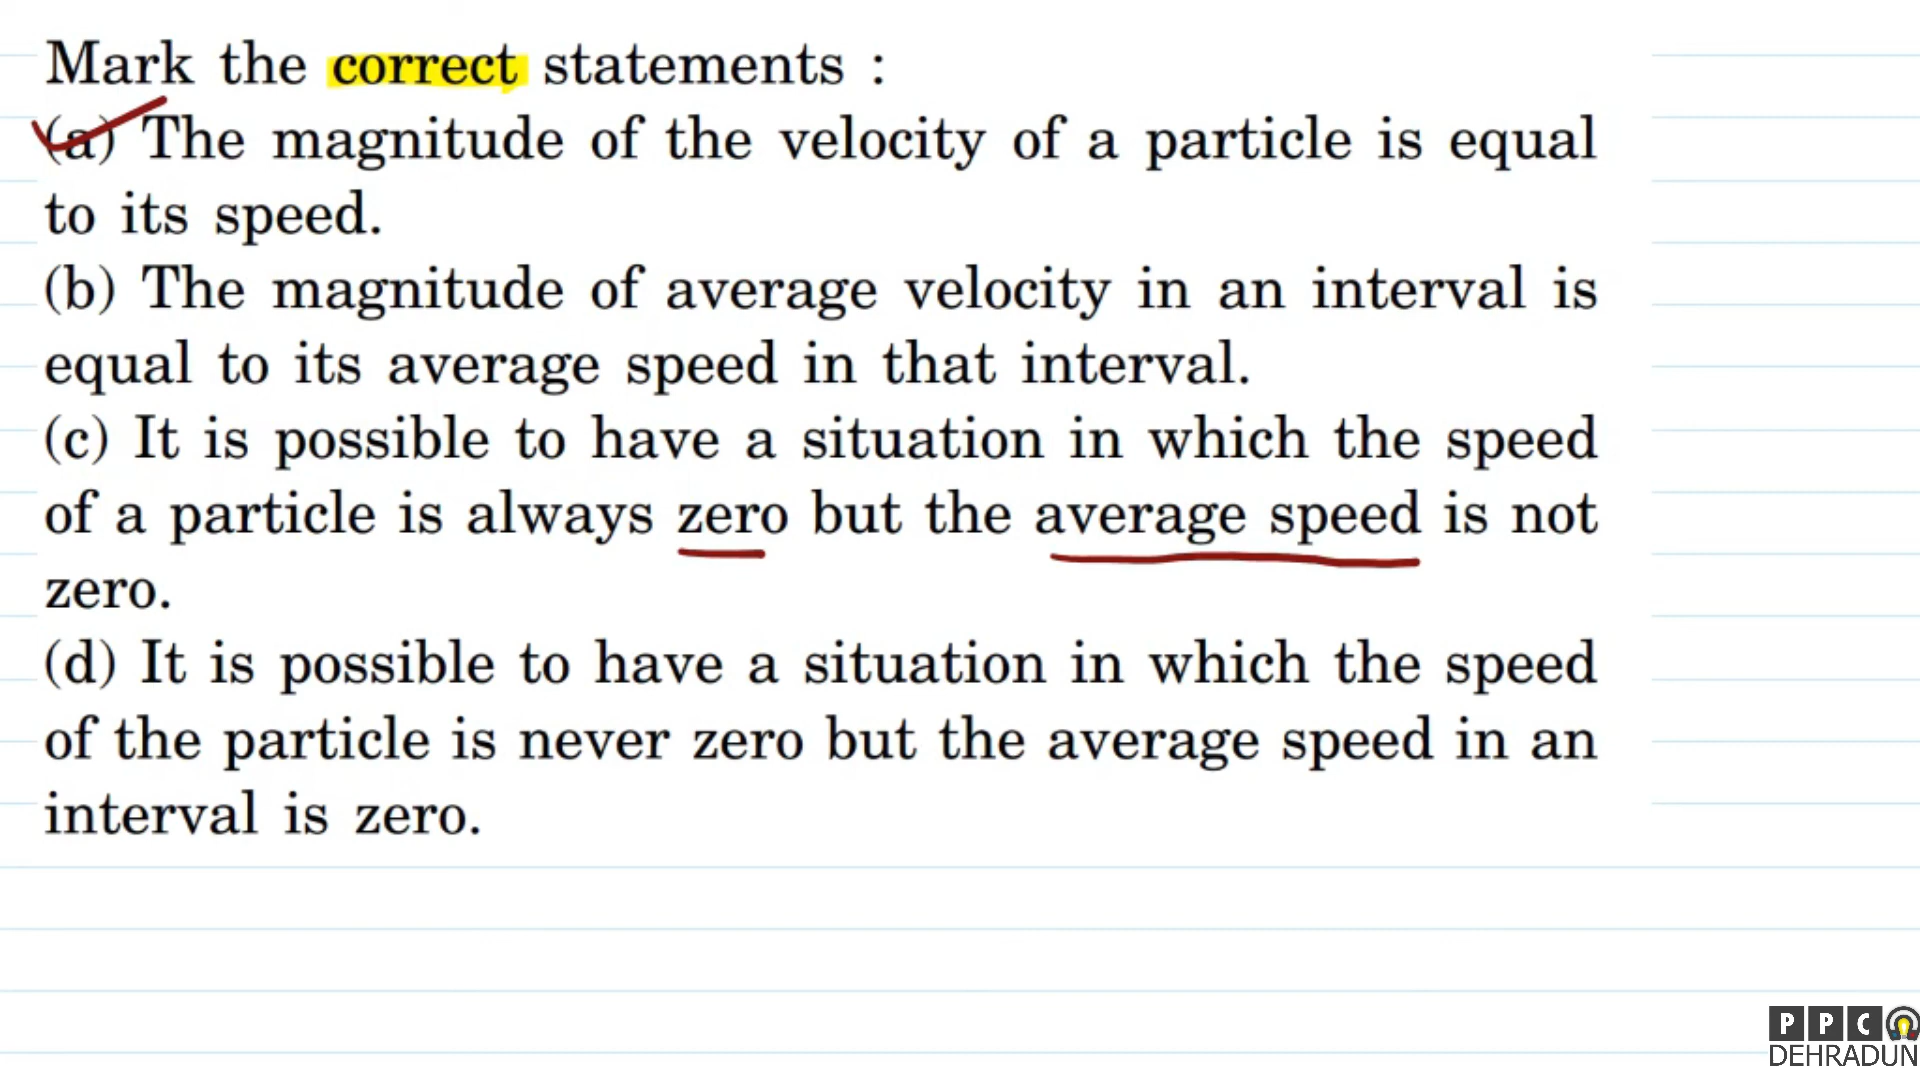 Mark the correct statements :
(a) The magnitude of the velocity of a particle is equal
to its speed.
(b) The magnitude of average velocity in an interval is
equal to its average speed in that interval.
(c) It is possible to have a situation in which the speed
of a particle is always zero but the average speed is not
zero.
(d) It is possible to have a situation in which the speed
of the particle is never zero but the average speed in an
interval is zero.
PPC
DEHRADUN